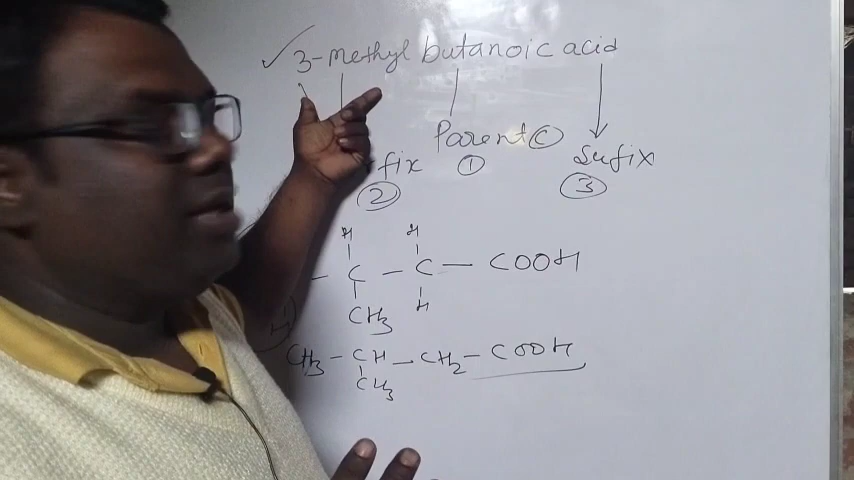 ✓ 3-methyl butanoic acid
Parent C
fix ① Sufix
② ③
H H
– C – C – COOH
CH3 H
CH3 – CH – CH2 – COOH
CH3